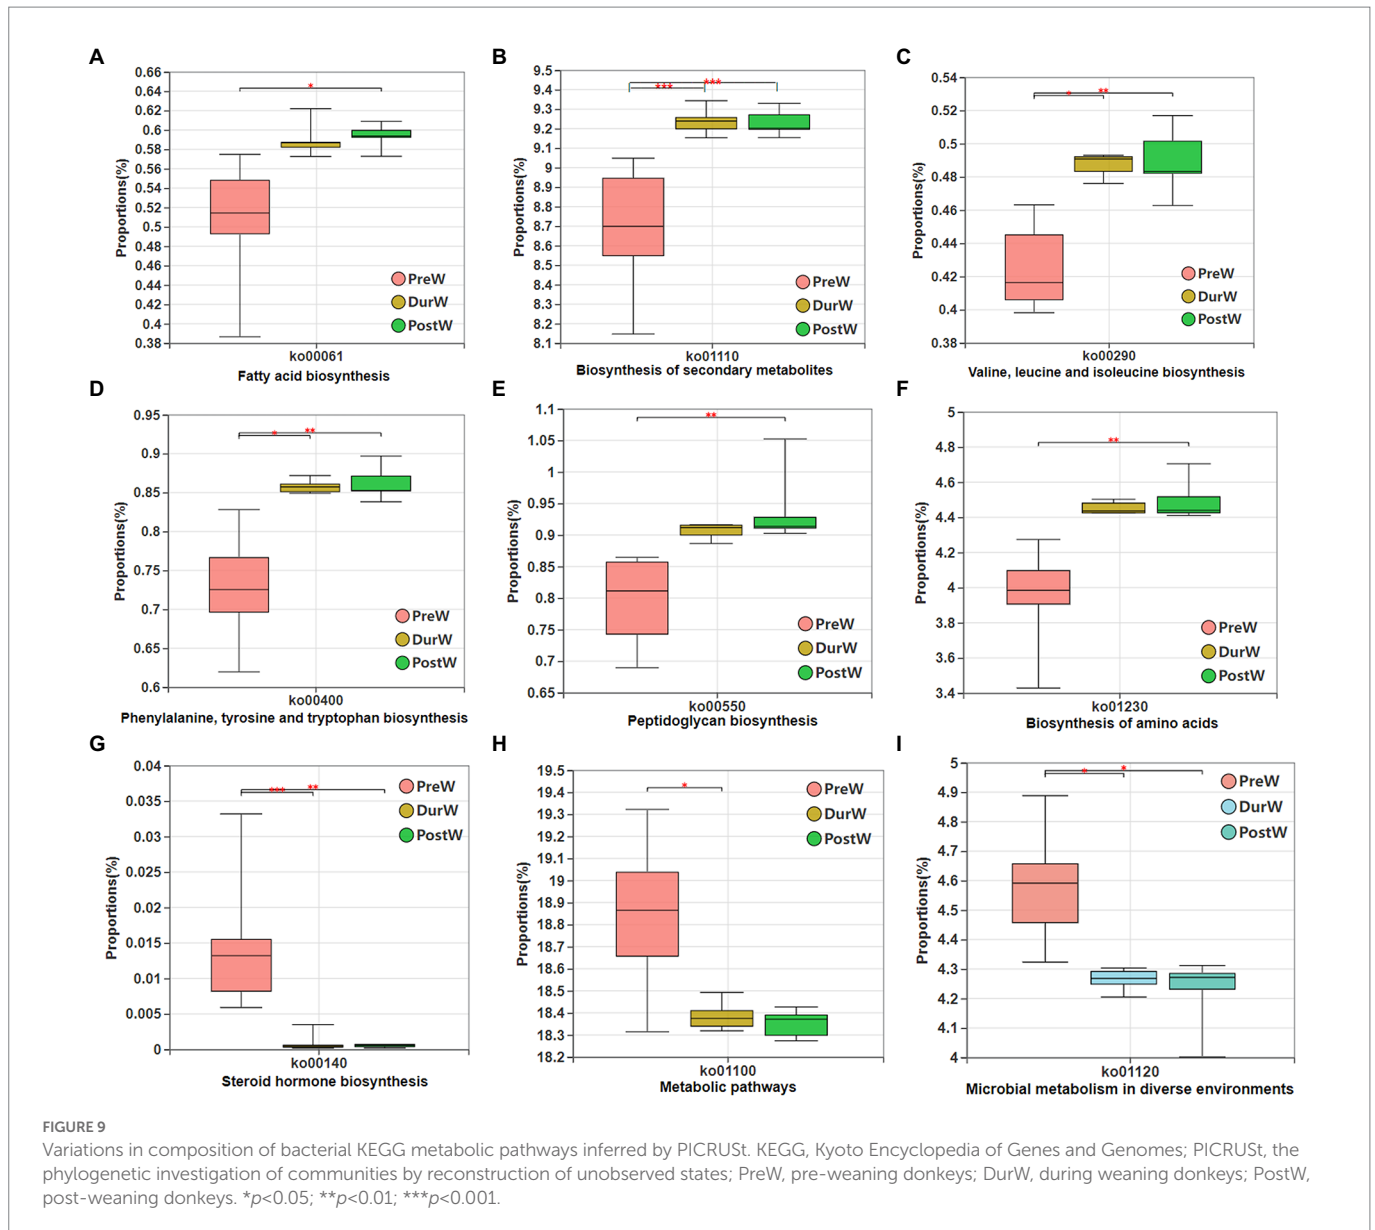 A
0.66
0.64
0.62
0.6
0.58
0.56
0.54
0.52
0.5
0.48
0.46
0.44
0.42
0.4
0.38
Proportions(%)
*
PreW
DurW
PostW
ko00061
Fatty acid biosynthesis
B
9.5
9.4
9.3
9.2
9.1
9
8.9
8.8
8.7
8.6
8.5
8.4
8.3
8.2
8.1
Proportions(%)
***
***
PreW
DurW
PostW
ko01110
Biosynthesis of secondary metabolites
C
0.54
0.52
0.5
0.48
0.46
0.44
0.42
0.4
0.38
Proportions(%)
*
**
PreW
DurW
PostW
ko00290
Valine, leucine and isoleucine biosynthesis
D
0.95
0.9
0.85
0.8
0.75
0.7
0.65
0.6
Proportions(%)
*
**
PreW
DurW
PostW
ko00400
Phenylalanine, tyrosine and tryptophan biosynthesis
E
1.1
1.05
1
0.95
0.9
0.85
0.8
0.75
0.7
0.65
Proportions(%)
**
PreW
DurW
PostW
ko00550
Peptidoglycan biosynthesis
F
5
4.8
4.6
4.4
4.2
4
3.8
3.6
3.4
Proportions(%)
**
PreW
DurW
PostW
ko01230
Biosynthesis of amino acids
G
0.04
0.035
0.03
0.025
0.02
0.015
0.01
0.005
0
Proportions(%)
***
**
PreW
DurW
PostW
ko00140
Steroid hormone biosynthesis
H
19.5
19.4
19.3
19.2
19.1
19
18.9
18.8
18.7
18.6
18.5
18.4
18.3
18.2
Proportions(%)
*
PreW
DurW
PostW
ko01100
Metabolic pathways
I
5
4.9
4.8
4.7
4.6
4.5
4.4
4.3
4.2
4.1
4
Proportions(%)
*
*
PreW
DurW
PostW
ko01120
Microbial metabolism in diverse environments
FIGURE 9
Variations in composition of bacterial KEGG metabolic pathways inferred by PICRUSt. KEGG, Kyoto Encyclopedia of Genes and Genomes; PICRUSt, the
phylogenetic investigation of communities by reconstruction of unobserved states; PreW, pre-weaning donkeys; DurW, during weaning donkeys; PostW,
post-weaning donkeys. *p<0.05; **p<0.01; ***p<0.001.